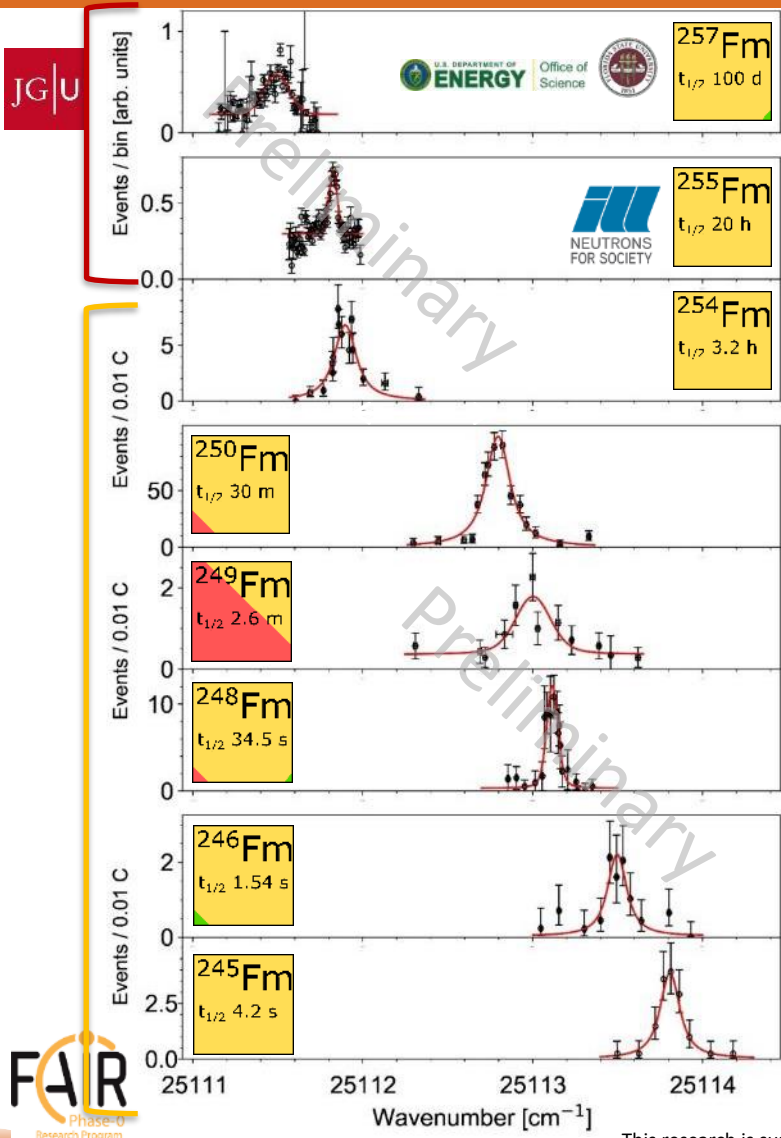 JG|U
Events / bin [arb. units]
1
0
U.S. DEPARTMENT OF
ENERGY
Office of
Science
257Fm
t1/2 100 d
0.5
0.0
NEUTRONS
FOR SOCIETY
255Fm
t1/2 20 h
Preliminary
Events / 0.01 C
5
0
254Fm
t1/2 3.2 h
50
0
250Fm
t1/2 30 m
Events / 0.01 C
2
0
249Fm
t1/2 2.6 m
Preliminary
10
0
248Fm
t1/2 34.5 s
Events / 0.01 C
2
0
246Fm
t1/2 1.54 s
2.5
0.0
245Fm
t1/2 4.2 s
25111 25112 25113 25114
Wavenumber [cm−1]
FAIR
Phase-0
Research Program